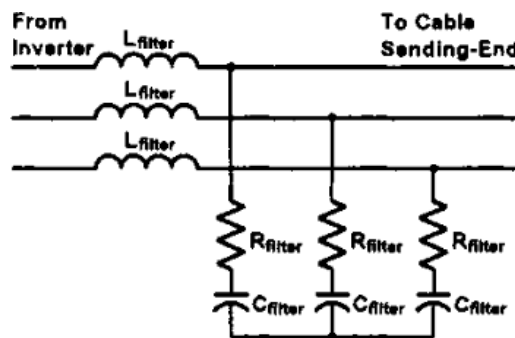 From
Inverter
To Cable
Sending-End
Lfilter
Lfilter
Lfilter
Rfilter
Rfilter
Rfilter
Cfilter
Cfilter
Cfilter